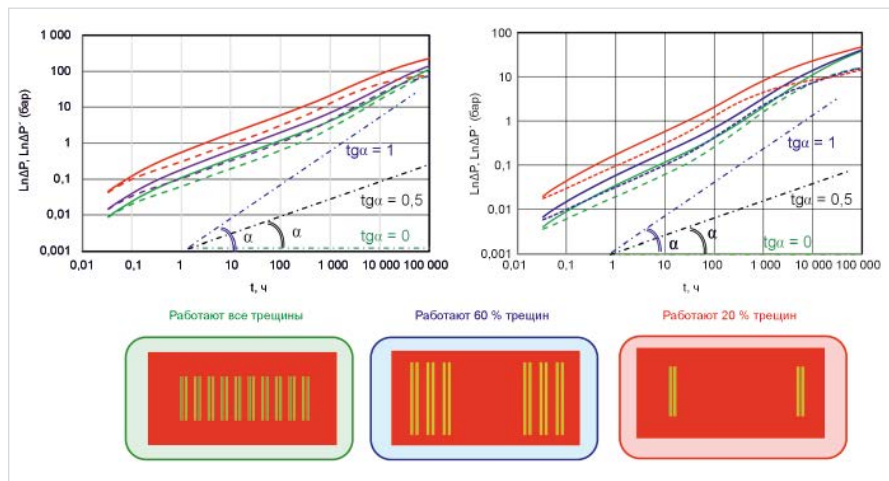 LnΔP, LnΔP` (бар)
1 000
100
10
1
0,1
0,01
0,001
tgα = 1
tgα = 0,5
tgα = 0
α
α
0,01
0,1
1
10
100
1 000
10 000
100 000
t, ч
LnΔP, LnΔP` (бар)
100
10
1
0,1
0,01
0,001
tgα = 1
tgα = 0,5
tgα = 0
α
α
0,01
0,1
1
10
100
1 000
10 000
100 000
t, ч
Работают все трещины
Работают 60 % трещин
Работают 20 % трещин